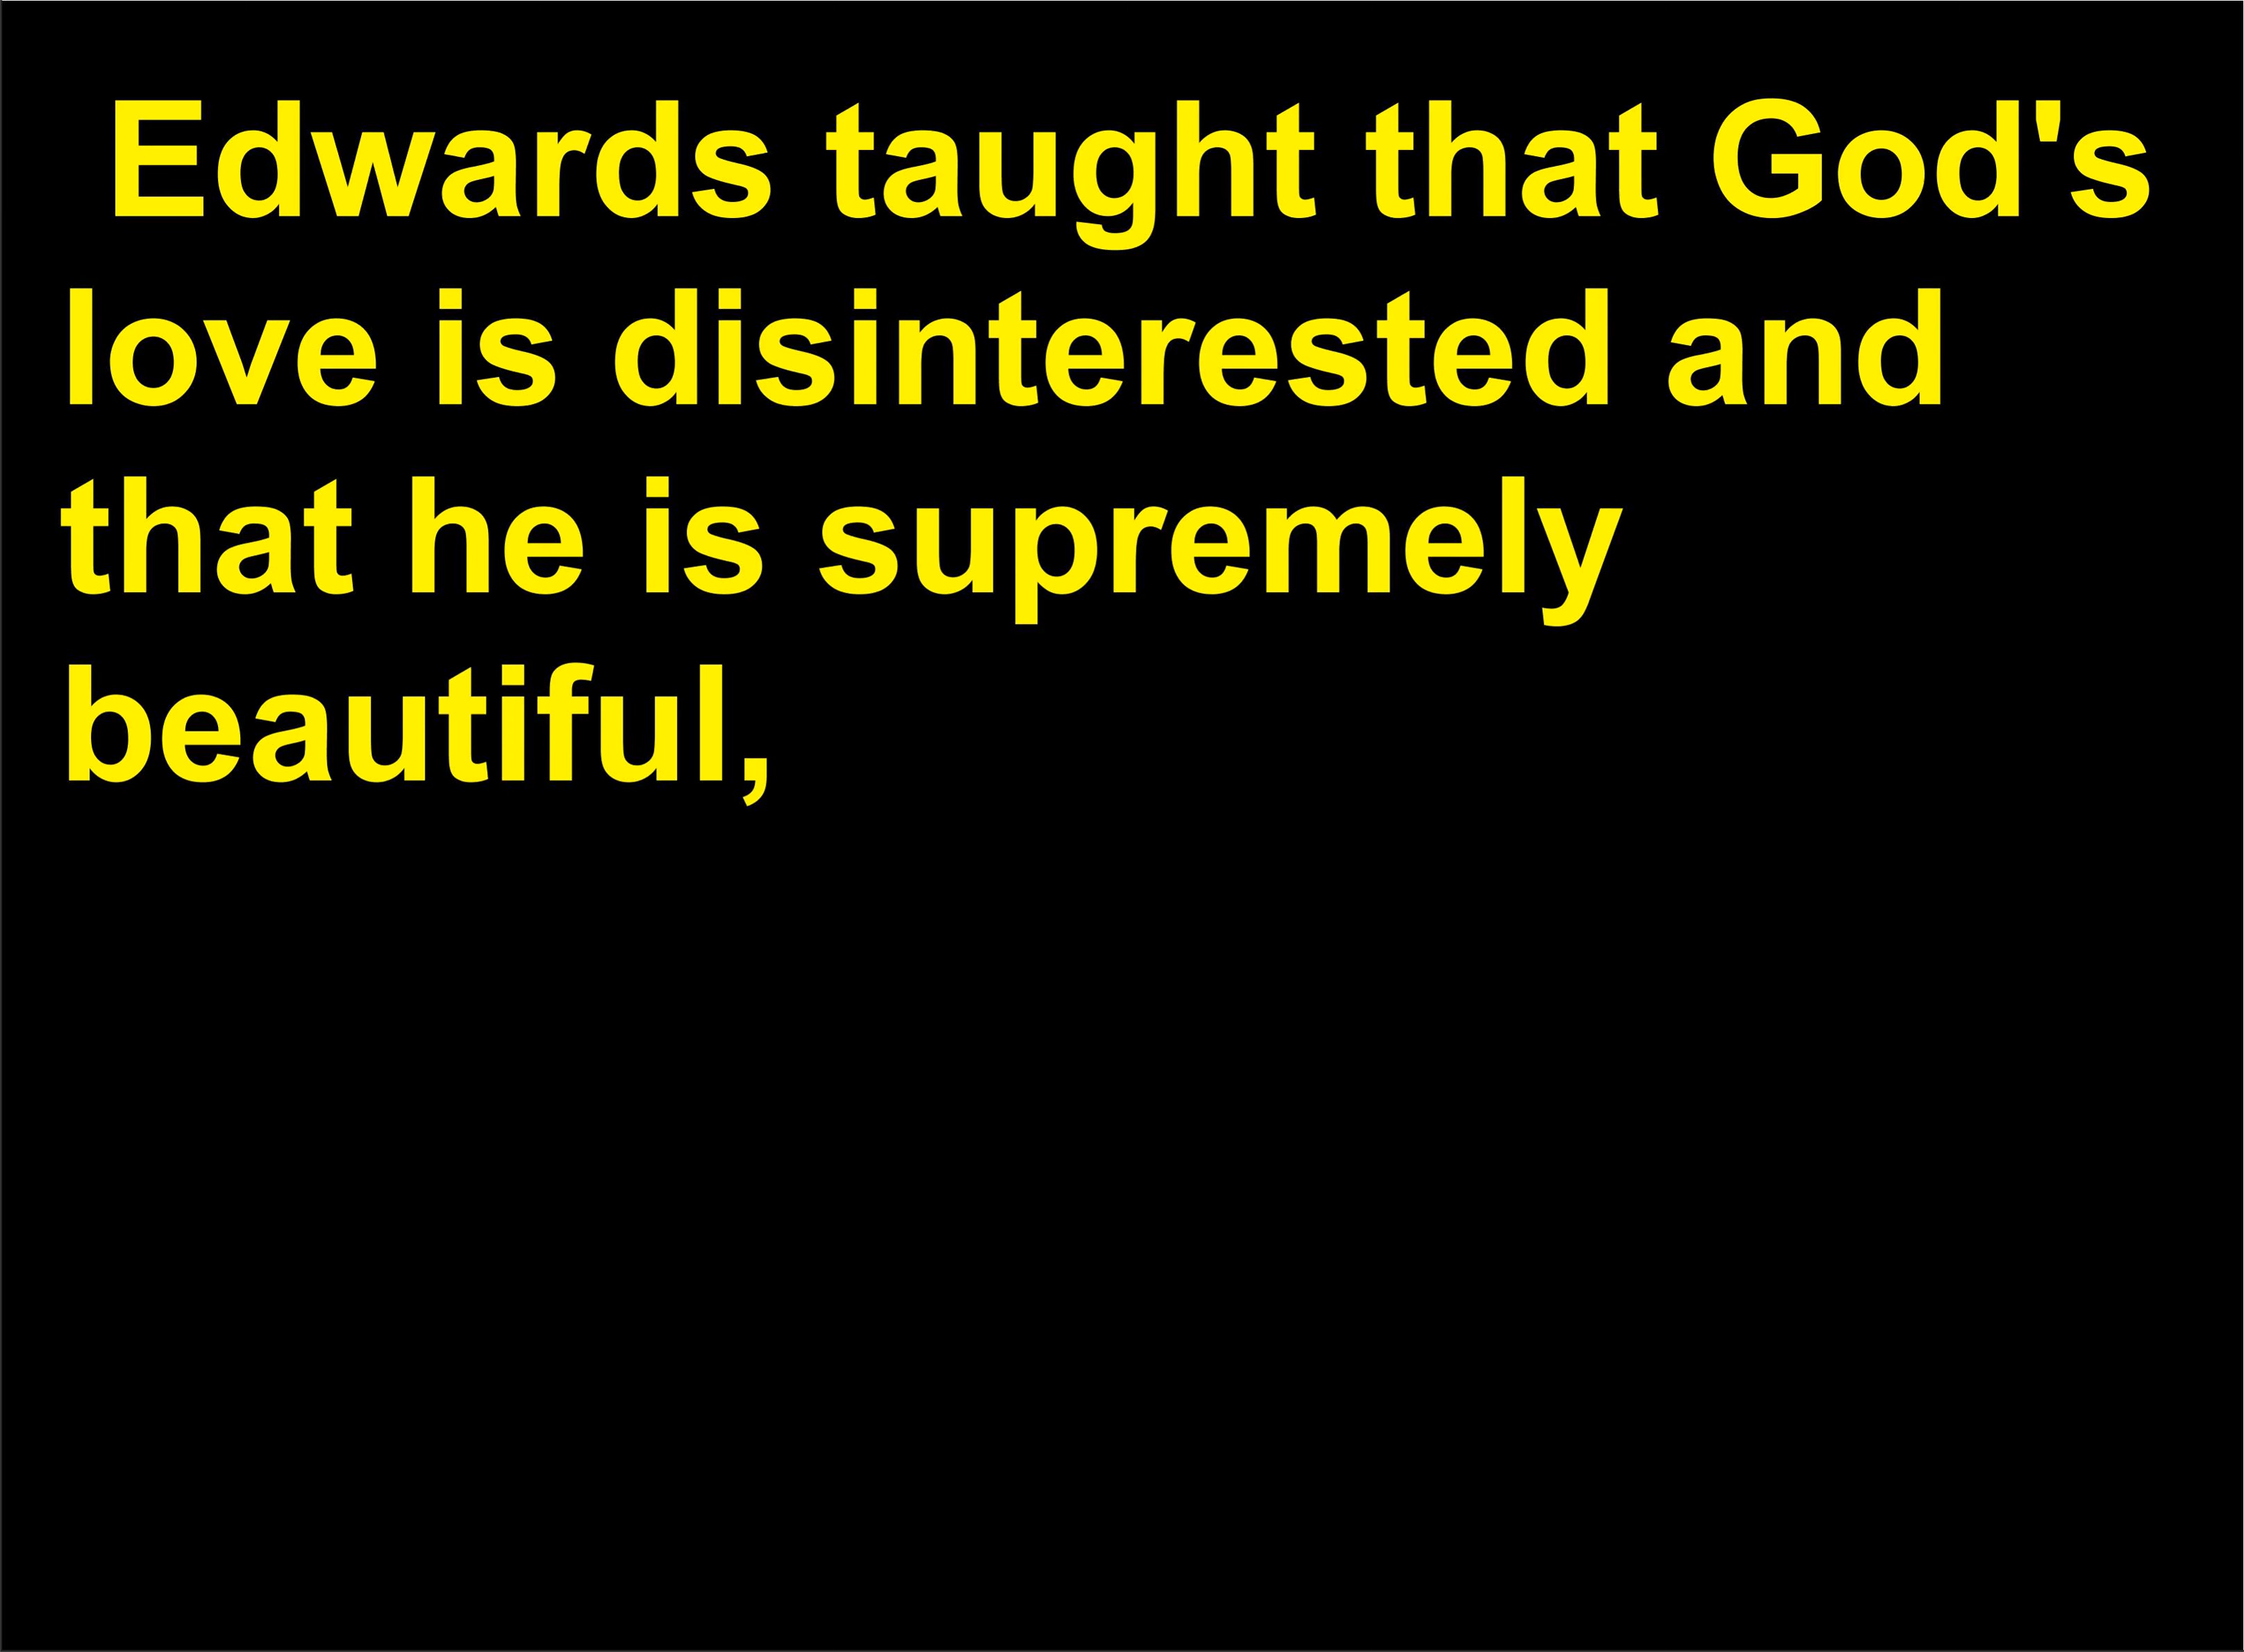 Edwards taught that God's
love is disinterested and
that he is supremely
beautiful,